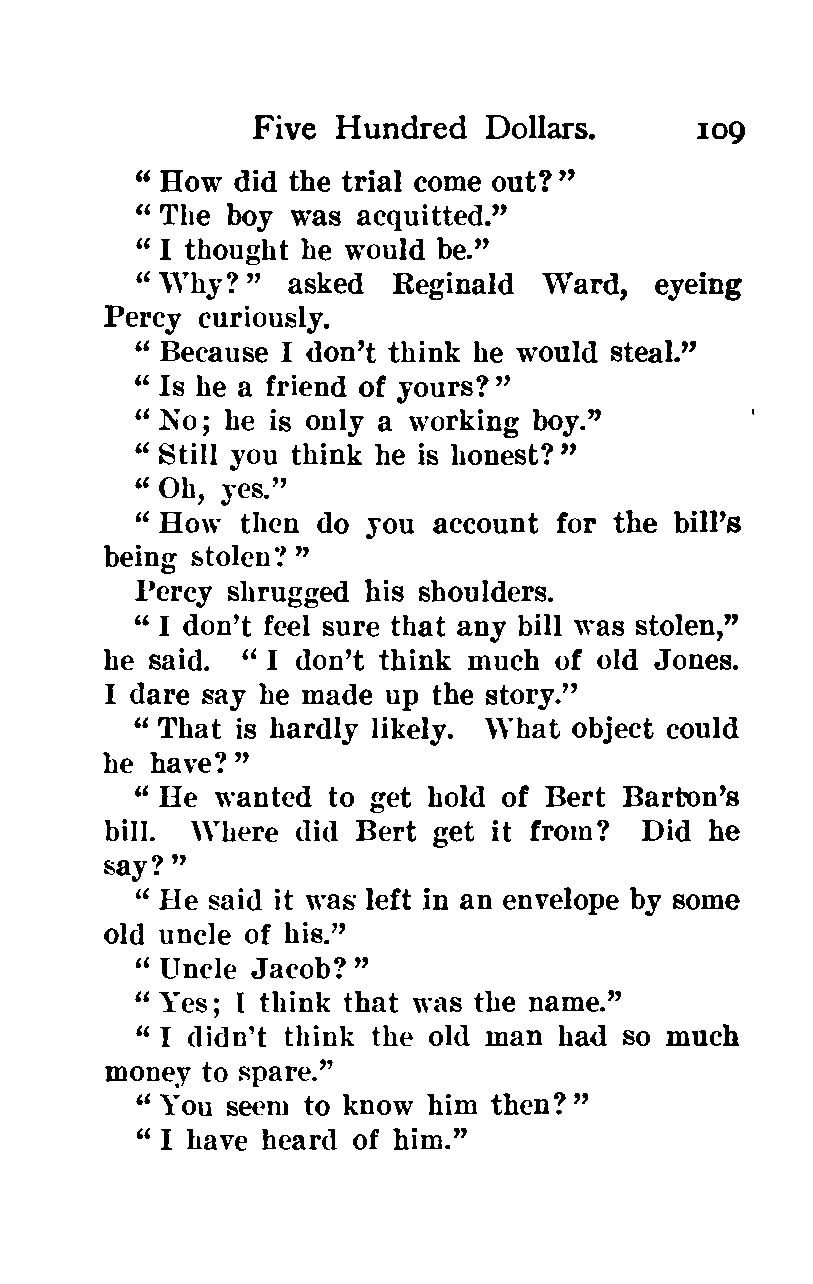 Five Hundred Dollars. 109
“ How did the trial come out? ”
“ The boy was acquitted.”
“ I thought he would be.”
“ Why? ” asked Reginald Ward, eyeing
Percy curiously.
“ Because I don’t think he would steal.”
“ Is he a friend of yours? ”
“ No; he is only a working boy.”
“ Still you think he is honest? ”
“ Oh, yes.”
“ How then do you account for the bill’s
being stolen? ”
Percy shrugged his shoulders.
“ I don’t feel sure that any bill was stolen,”
he said. “ I don’t think much of old Jones.
I dare say he made up the story.”
“ That is hardly likely. What object could
he have? ”
“ He wanted to get hold of Bert Barton’s
bill. Where did Bert get it from? Did he
say? ”
“ He said it was left in an envelope by some
old uncle of his.”
“ Uncle Jacob? ”
“ Yes; I think that was the name.”
“ I didn’t think the old man had so much
money to spare.”
“ You seem to know him then? ”
“ I have heard of him.”